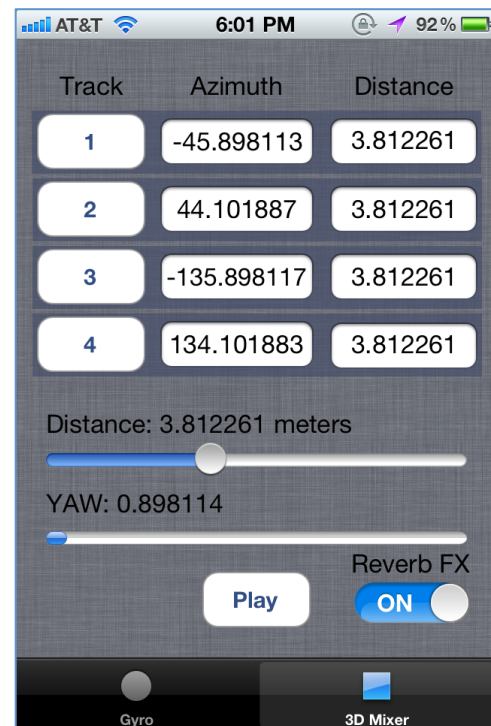 AT&T 6:01 PM 92%
Track Azimuth Distance
1 -45.898113 3.812261
2 44.101887 3.812261
3 -135.898117 3.812261
4 134.101883 3.812261
Distance: 3.812261 meters
YAW: 0.898114
Reverb FX
Play ON
Gyro 3D Mixer